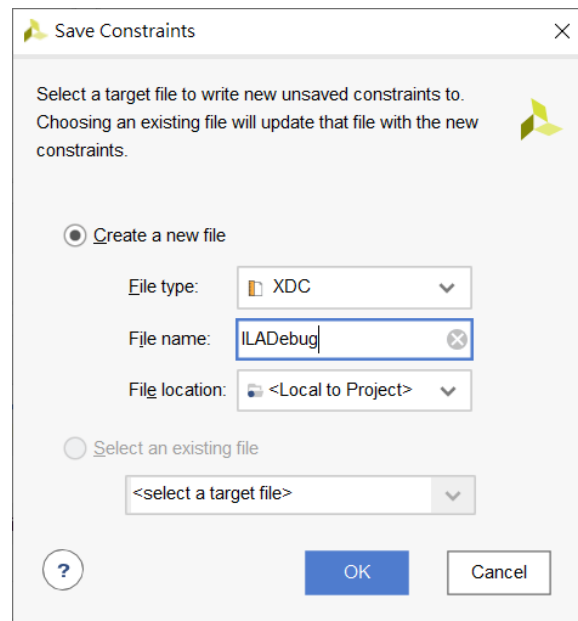 Save Constraints
Select a target file to write new unsaved constraints to.
Choosing an existing file will update that file with the new
constraints.
Create a new file
File type: XDC
File name: ILADebug
File location: <Local to Project>
Select an existing file
<select a target file>
? OK Cancel